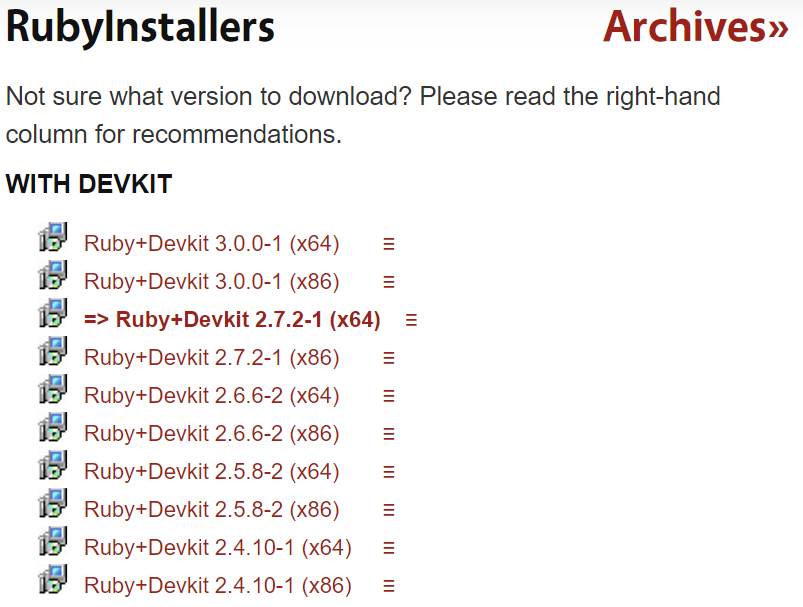 RubyInstallers Archives»
Not sure what version to download? Please read the right-hand
column for recommendations.
WITH DEVKIT
Ruby+Devkit 3.0.0-1 (x64) ≡
Ruby+Devkit 3.0.0-1 (x86) ≡
=> Ruby+Devkit 2.7.2-1 (x64) ≡
Ruby+Devkit 2.7.2-1 (x86) ≡
Ruby+Devkit 2.6.6-2 (x64) ≡
Ruby+Devkit 2.6.6-2 (x86) ≡
Ruby+Devkit 2.5.8-2 (x64) ≡
Ruby+Devkit 2.5.8-2 (x86) ≡
Ruby+Devkit 2.4.10-1 (x64) ≡
Ruby+Devkit 2.4.10-1 (x86) ≡